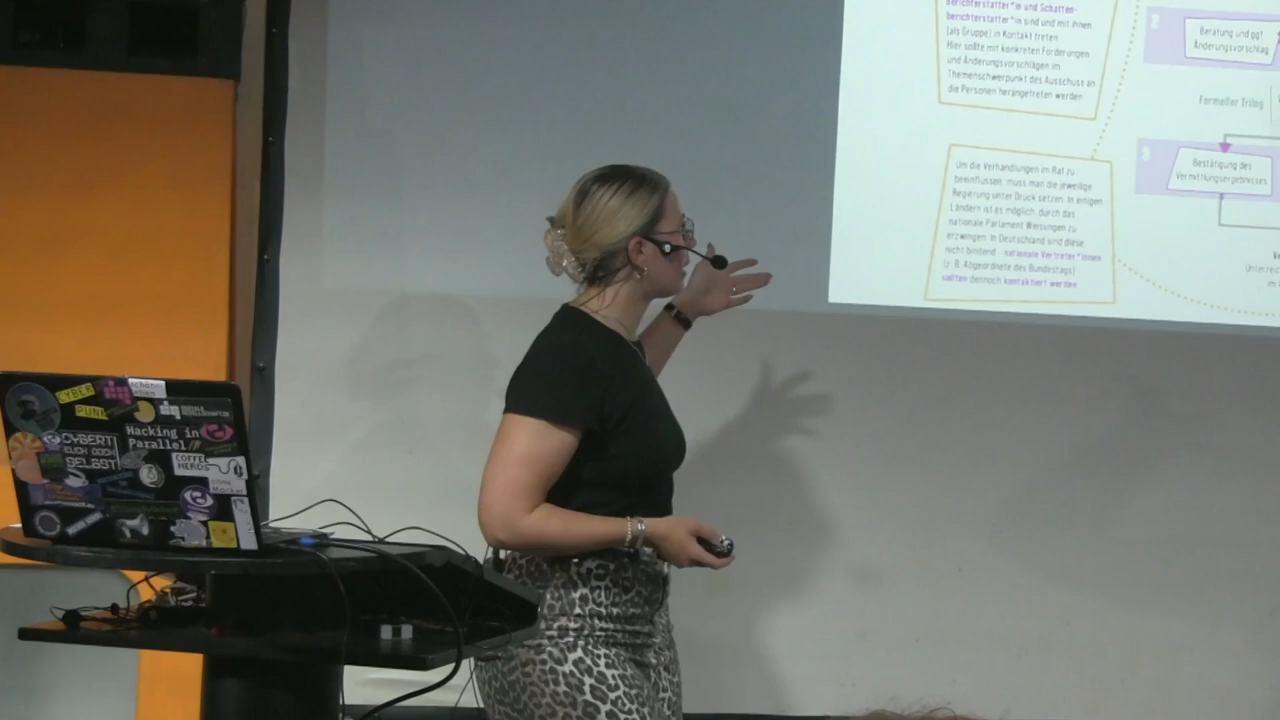 berichterstatter*in und Schatten-
berichterstatter*in sind und mit ihnen
(als Gruppe) in Kontakt treten
Hier sollte mit konkreten Forderungen
und Änderungsvorschlägen im
Themenschwerpunkt des Ausschuss an
die Personen herangetreten werden
2
Beratung und ggf.
Änderungsvorschlag
Formeller Trilog
3
Bestätigung des
Vermittlungsergebnisses
Um die Verhandlungen im Rat zu
beeinflussen, muss man die jeweilige
Regierung unter Druck setzen. In einigen
Ländern ist es möglich, durch das
nationale Parlament Weisungen zu
erzwingen. In Deutschland sind diese
nicht bindend - nationale Vertreter*innen
(z. B. Abgeordnete des Bundestags)
sollten dennoch kontaktiert werden
CYBER
PUNK
Hacking in
Parallel
CYBERT
EUCH DOCH
SELBST
COFFEE
NERDS